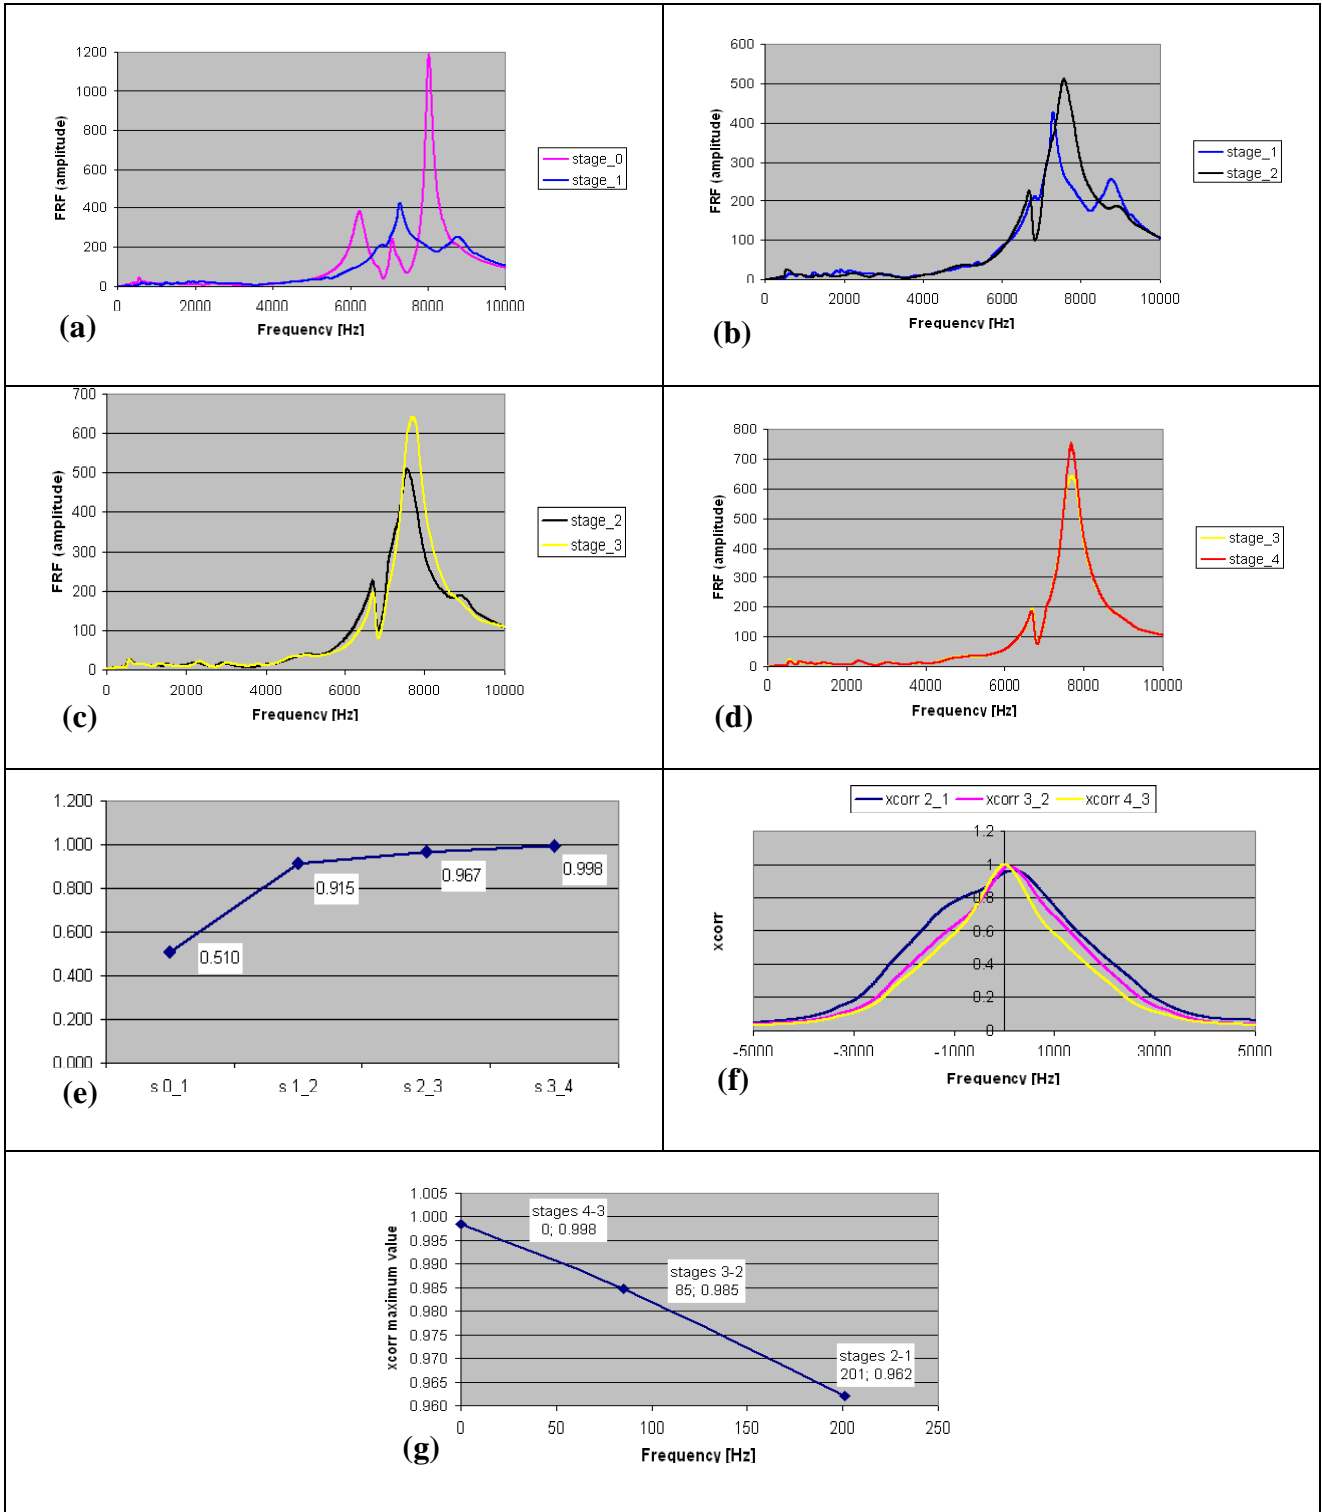 1200
1000
800
600
400
200
0
FRF (amplitude)
0 2000 4000 6000 8000 10000
Frequency [Hz]
stage_0
stage_1
(a)
600
500
400
300
200
100
0
FRF (amplitude)
0 2000 4000 6000 8000 10000
Frequency [Hz]
stage_1
stage_2
(b)
700
600
500
400
300
200
100
0
FRF (amplitude)
0 2000 4000 6000 8000 10000
Frequency [Hz]
stage_2
stage_3
(c)
800
700
600
500
400
300
200
100
0
FRF (amplitude)
0 2000 4000 6000 8000 10000
Frequency [Hz]
stage_3
stage_4
(d)
1.200
1.000
0.800
0.600
0.400
0.200
0.000
0.510
0.915
0.967
0.998
s 0_1 s 1_2 s 2_3 s 3_4
(e)
xcorr 2_1 xcorr 3_2 xcorr 4_3
1.2
1
0.8
0.6
0.4
0.2
0
xcorr
-5000 -3000 -1000 1000 3000 5000
Frequency [Hz]
(f)
1.005
1.000
0.995
0.990
0.985
0.980
0.975
0.970
0.965
0.960
xcorr maximum value
stages 4-3
0; 0.998
stages 3-2
85; 0.985
stages 2-1
201; 0.962
0 50 100 150 200 250
Frequency [Hz]
(g)